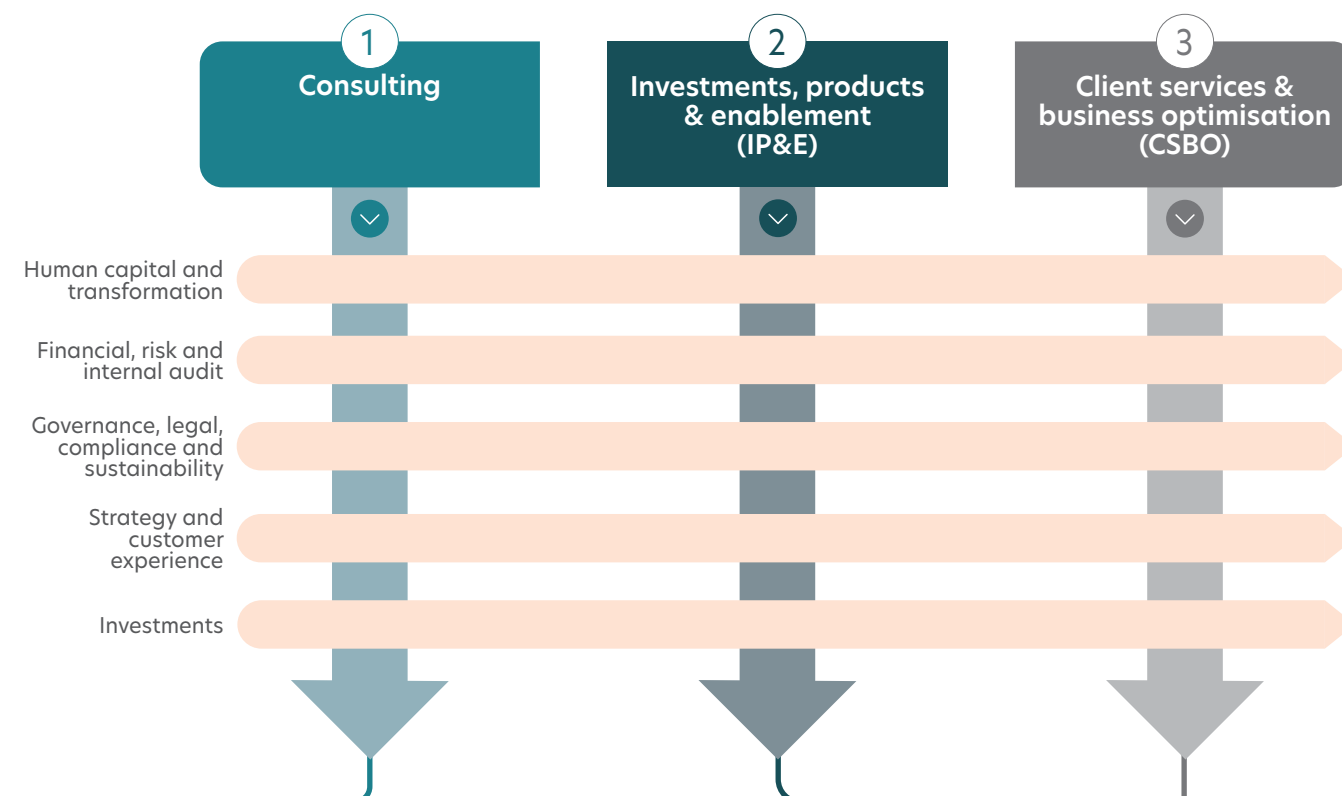 1
Consulting
2
Investments, products
& enablement
(IP&E)
3
Client services &
business optimisation
(CSBO)
Human capital and
transformation
Financial, risk and
internal audit
Governance, legal,
compliance and
sustainability
Strategy and
customer
experience
Investments